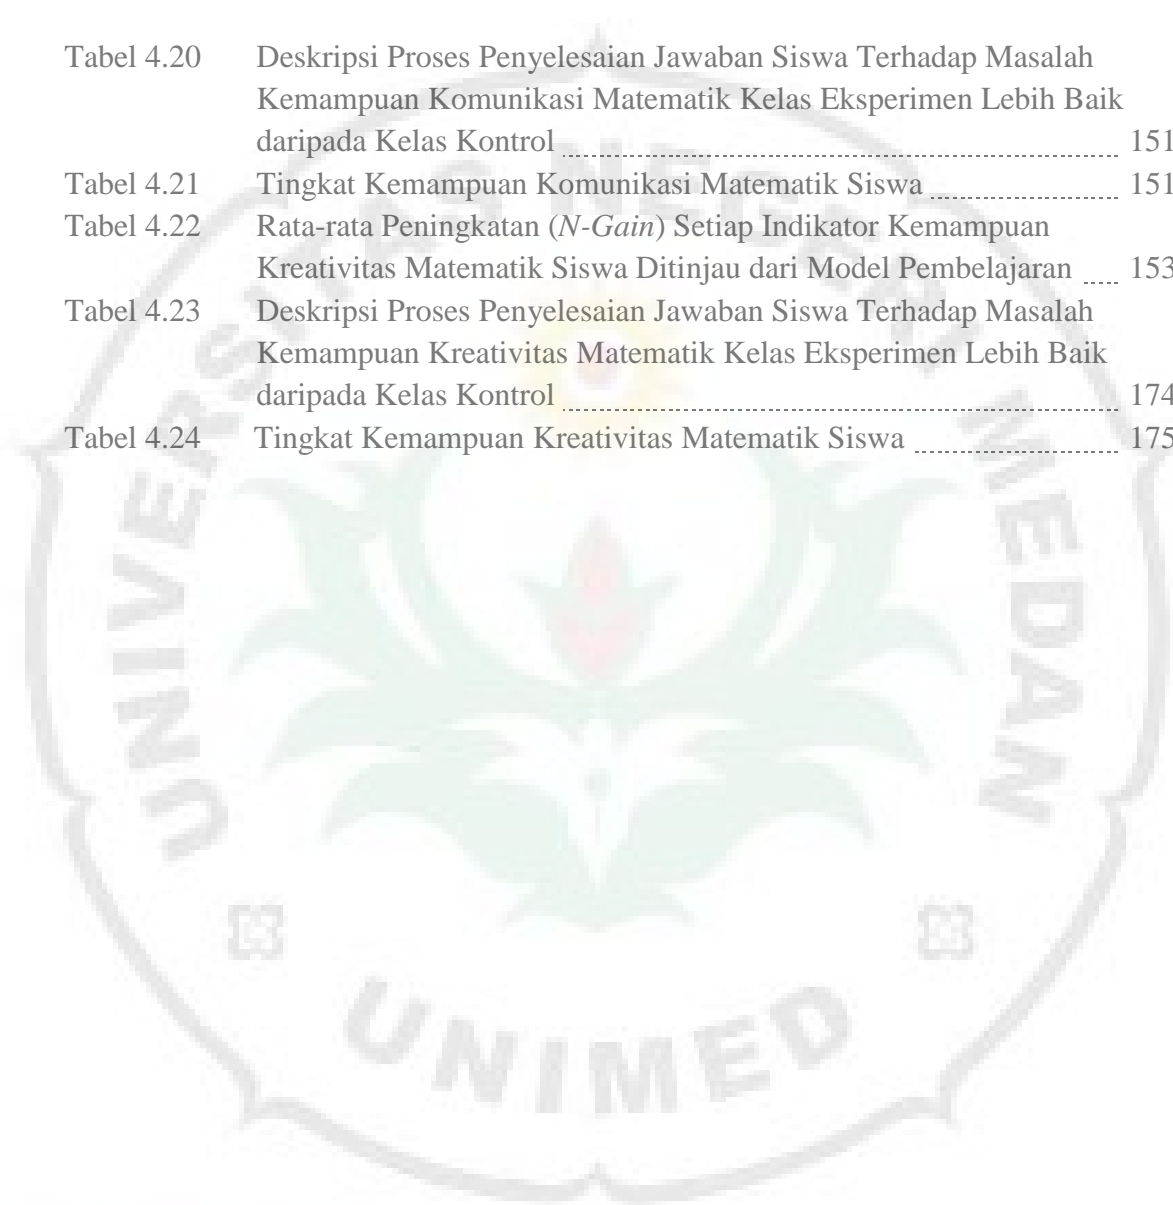 Tabel 4.20 Deskripsi Proses Penyelesaian Jawaban Siswa Terhadap Masalah
Kemampuan Komunikasi Matematik Kelas Eksperimen Lebih Baik
daripada Kelas Kontrol 151
Tabel 4.21 Tingkat Kemampuan Komunikasi Matematik Siswa 151
Tabel 4.22 Rata-rata Peningkatan (N-Gain) Setiap Indikator Kemampuan
Kreativitas Matematik Siswa Ditinjau dari Model Pembelajaran 153
Tabel 4.23 Deskripsi Proses Penyelesaian Jawaban Siswa Terhadap Masalah
Kemampuan Kreativitas Matematik Kelas Eksperimen Lebih Baik
daripada Kelas Kontrol 174
Tabel 4.24 Tingkat Kemampuan Kreativitas Matematik Siswa 175
UNIVERSITAS NEGERI MEDAN
UNIMED